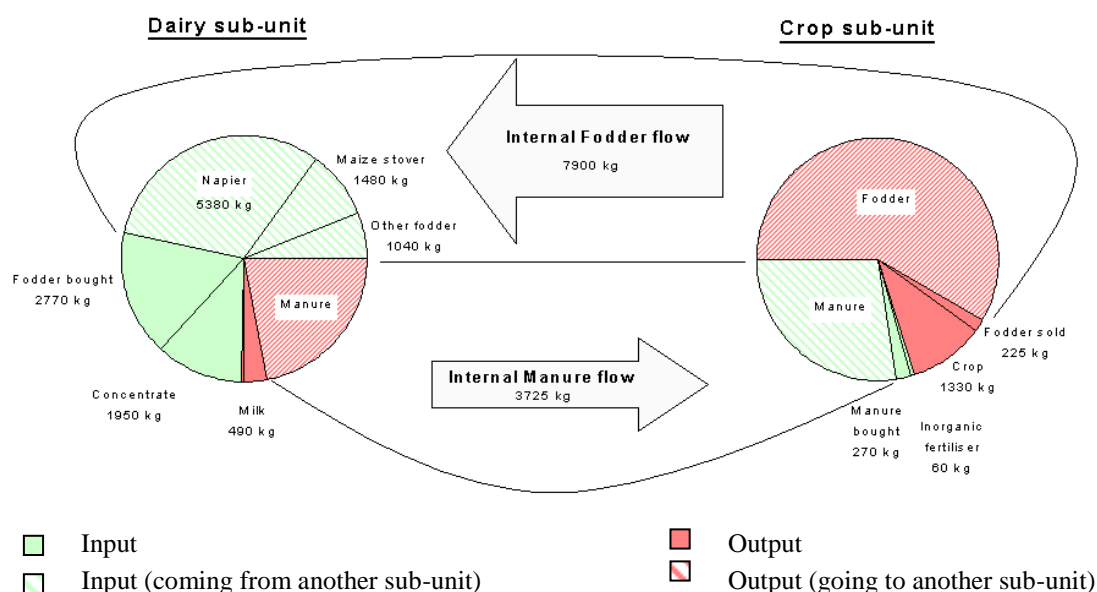 Dairy sub-unit
Crop sub-unit
Internal Fodder flow
7900 kg
Maize stover
1480 kg
Napier
5380 kg
Other fodder
1040 kg
Fodder bought
2770 kg
Manure
Concentrate
1950 kg
Milk
490 kg
Internal Manure flow
3725 kg
Fodder
Manure
Fodder sold
225 kg
Crop
1330 kg
Manure
bought
270 kg
Inorganic
fertiliser
60 kg
Input
Output
Input (coming from another sub-unit)
Output (going to another sub-unit)